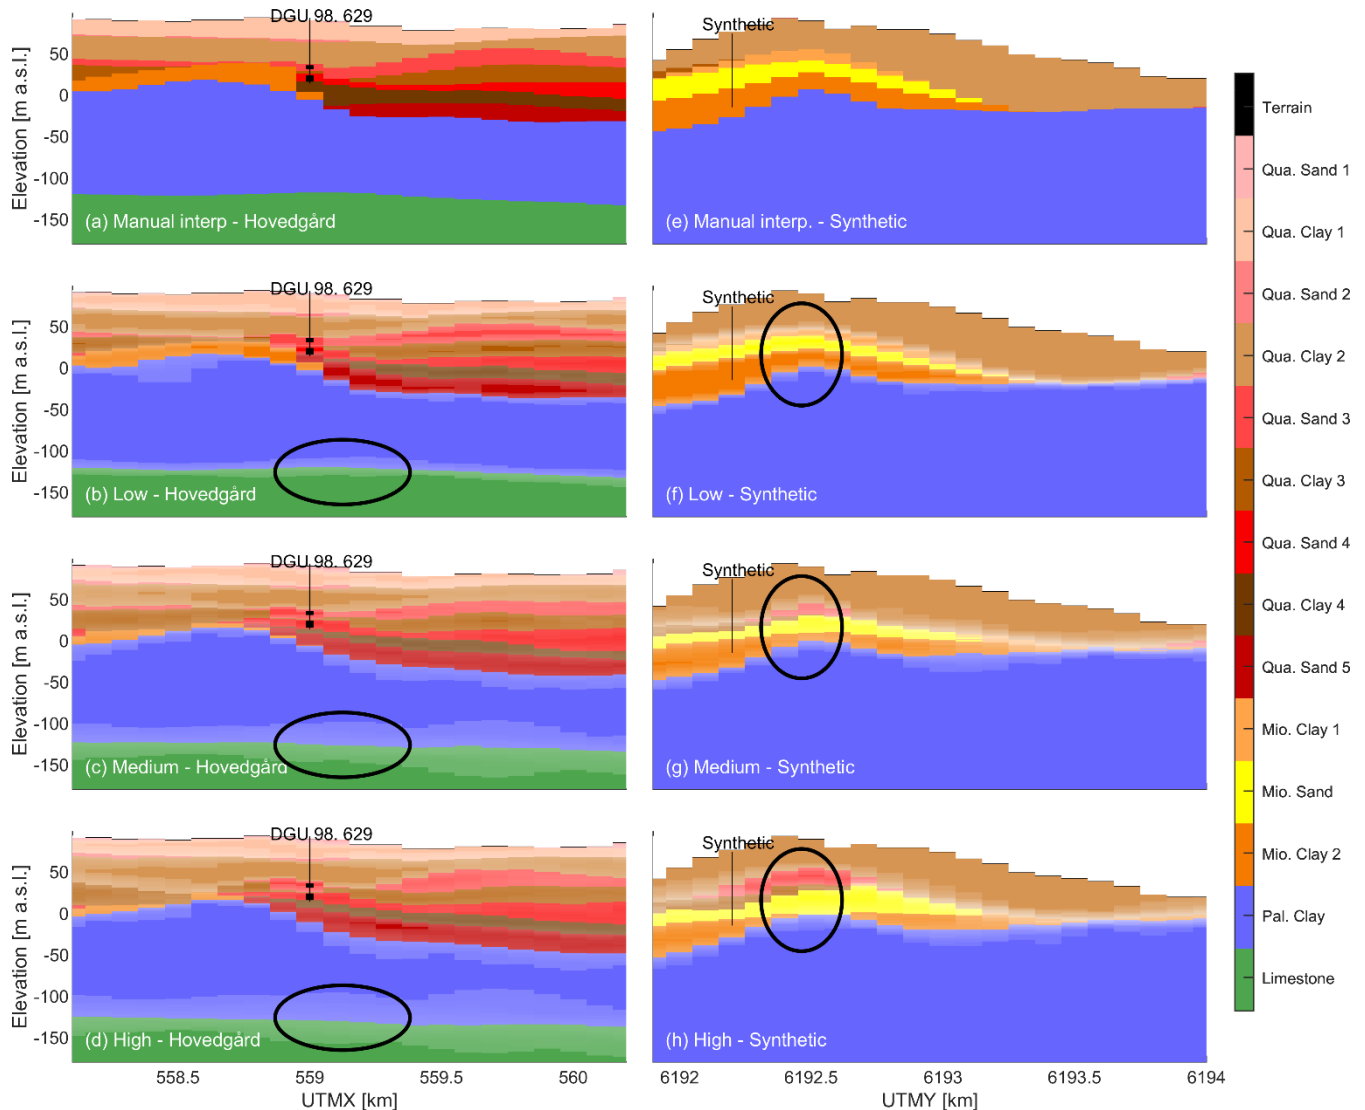 DGU 98. 629
Elevation [m a.s.l.]
50
0
-50
-100
-150
(a) Manual interp - Hovedgård
Synthetic
(e) Manual interp. - Synthetic
DGU 98. 629
Elevation [m a.s.l.]
50
0
-50
-100
-150
(b) Low - Hovedgård
Synthetic
(f) Low - Synthetic
DGU 98. 629
Elevation [m a.s.l.]
50
0
-50
-100
-150
(c) Medium - Hovedgård
Synthetic
(g) Medium - Synthetic
DGU 98. 629
Elevation [m a.s.l.]
50
0
-50
-100
-150
(d) High - Hovedgård
558.5 559 559.5 560
UTMX [km]
Synthetic
(h) High - Synthetic
6192 6192.5 6193 6193.5 6194
UTMY [km]
Terrain
Qua. Sand 1
Qua. Clay 1
Qua. Sand 2
Qua. Clay 2
Qua. Sand 3
Qua. Clay 3
Qua. Sand 4
Qua. Clay 4
Qua. Sand 5
Mio. Clay 1
Mio. Sand
Mio. Clay 2
Pal. Clay
Limestone